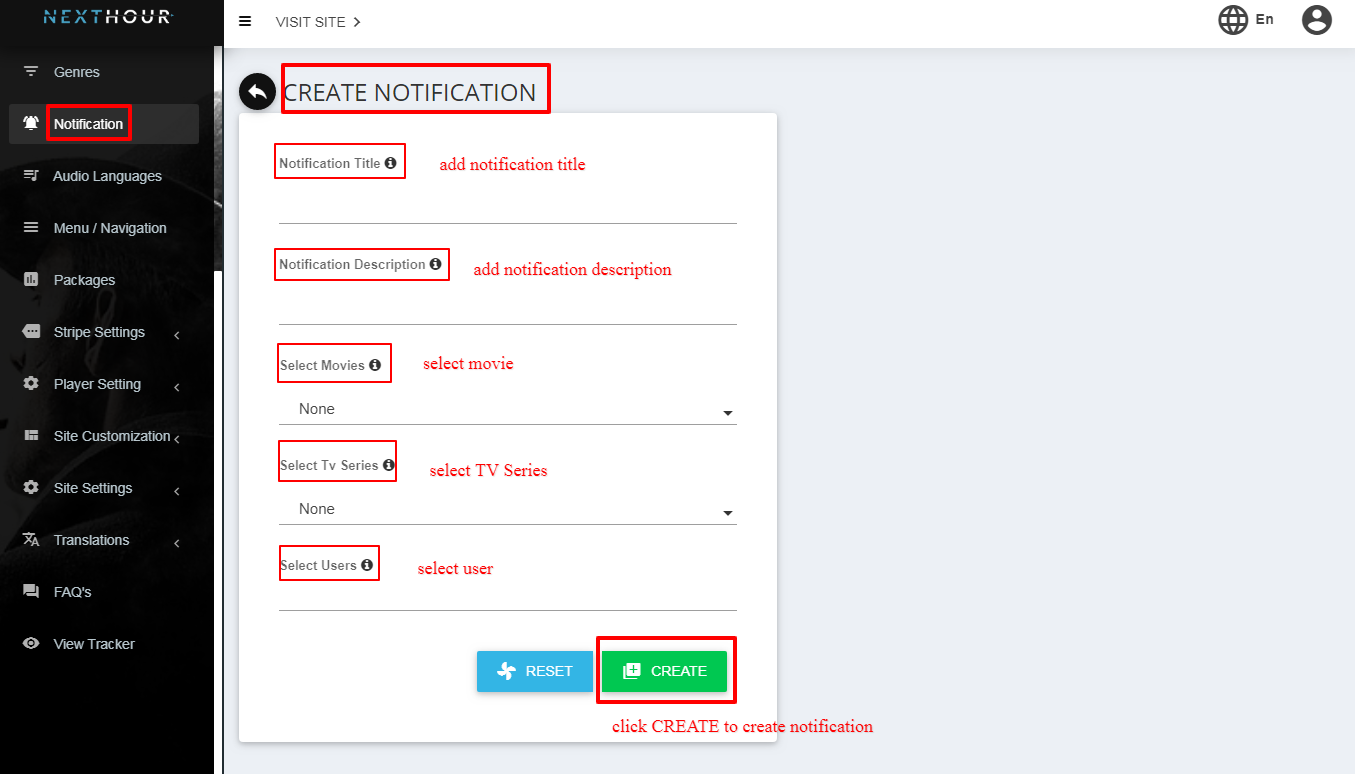 NEXTHOUR
VISIT SITE
En
Genres
Notification
Audio Languages
Menu / Navigation
Packages
Stripe Settings
Player Setting
Site Customization
Site Settings
Translations
FAQ's
View Tracker
CREATE NOTIFICATION
Notification Title
add notification title
Notification Description
add notification description
Select Movies
select movie
None
Select Tv Series
select TV Series
None
Select Users
select user
RESET
CREATE
click CREATE to create notification